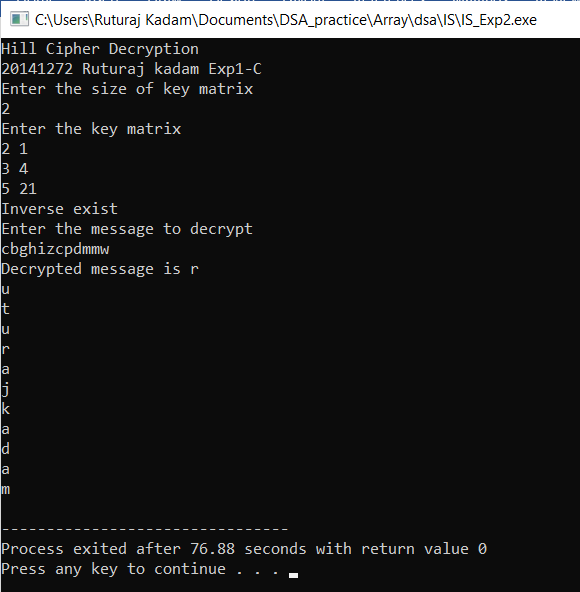 C:\Users\Ruturaj Kadam\Documents\DSA_practice\Array\dsa\IS\IS_Exp2.exe
Hill Cipher Decryption
20141272 Ruturaj kadam Exp1-C
Enter the size of key matrix
2
Enter the key matrix
2 1
3 4
5 21
Inverse exist
Enter the message to decrypt
cbghizcpdmmw
Decrypted message is r
u
t
u
r
a
j
k
a
d
a
m
--------------------------------
Process exited after 76.88 seconds with return value 0
Press any key to continue . . .